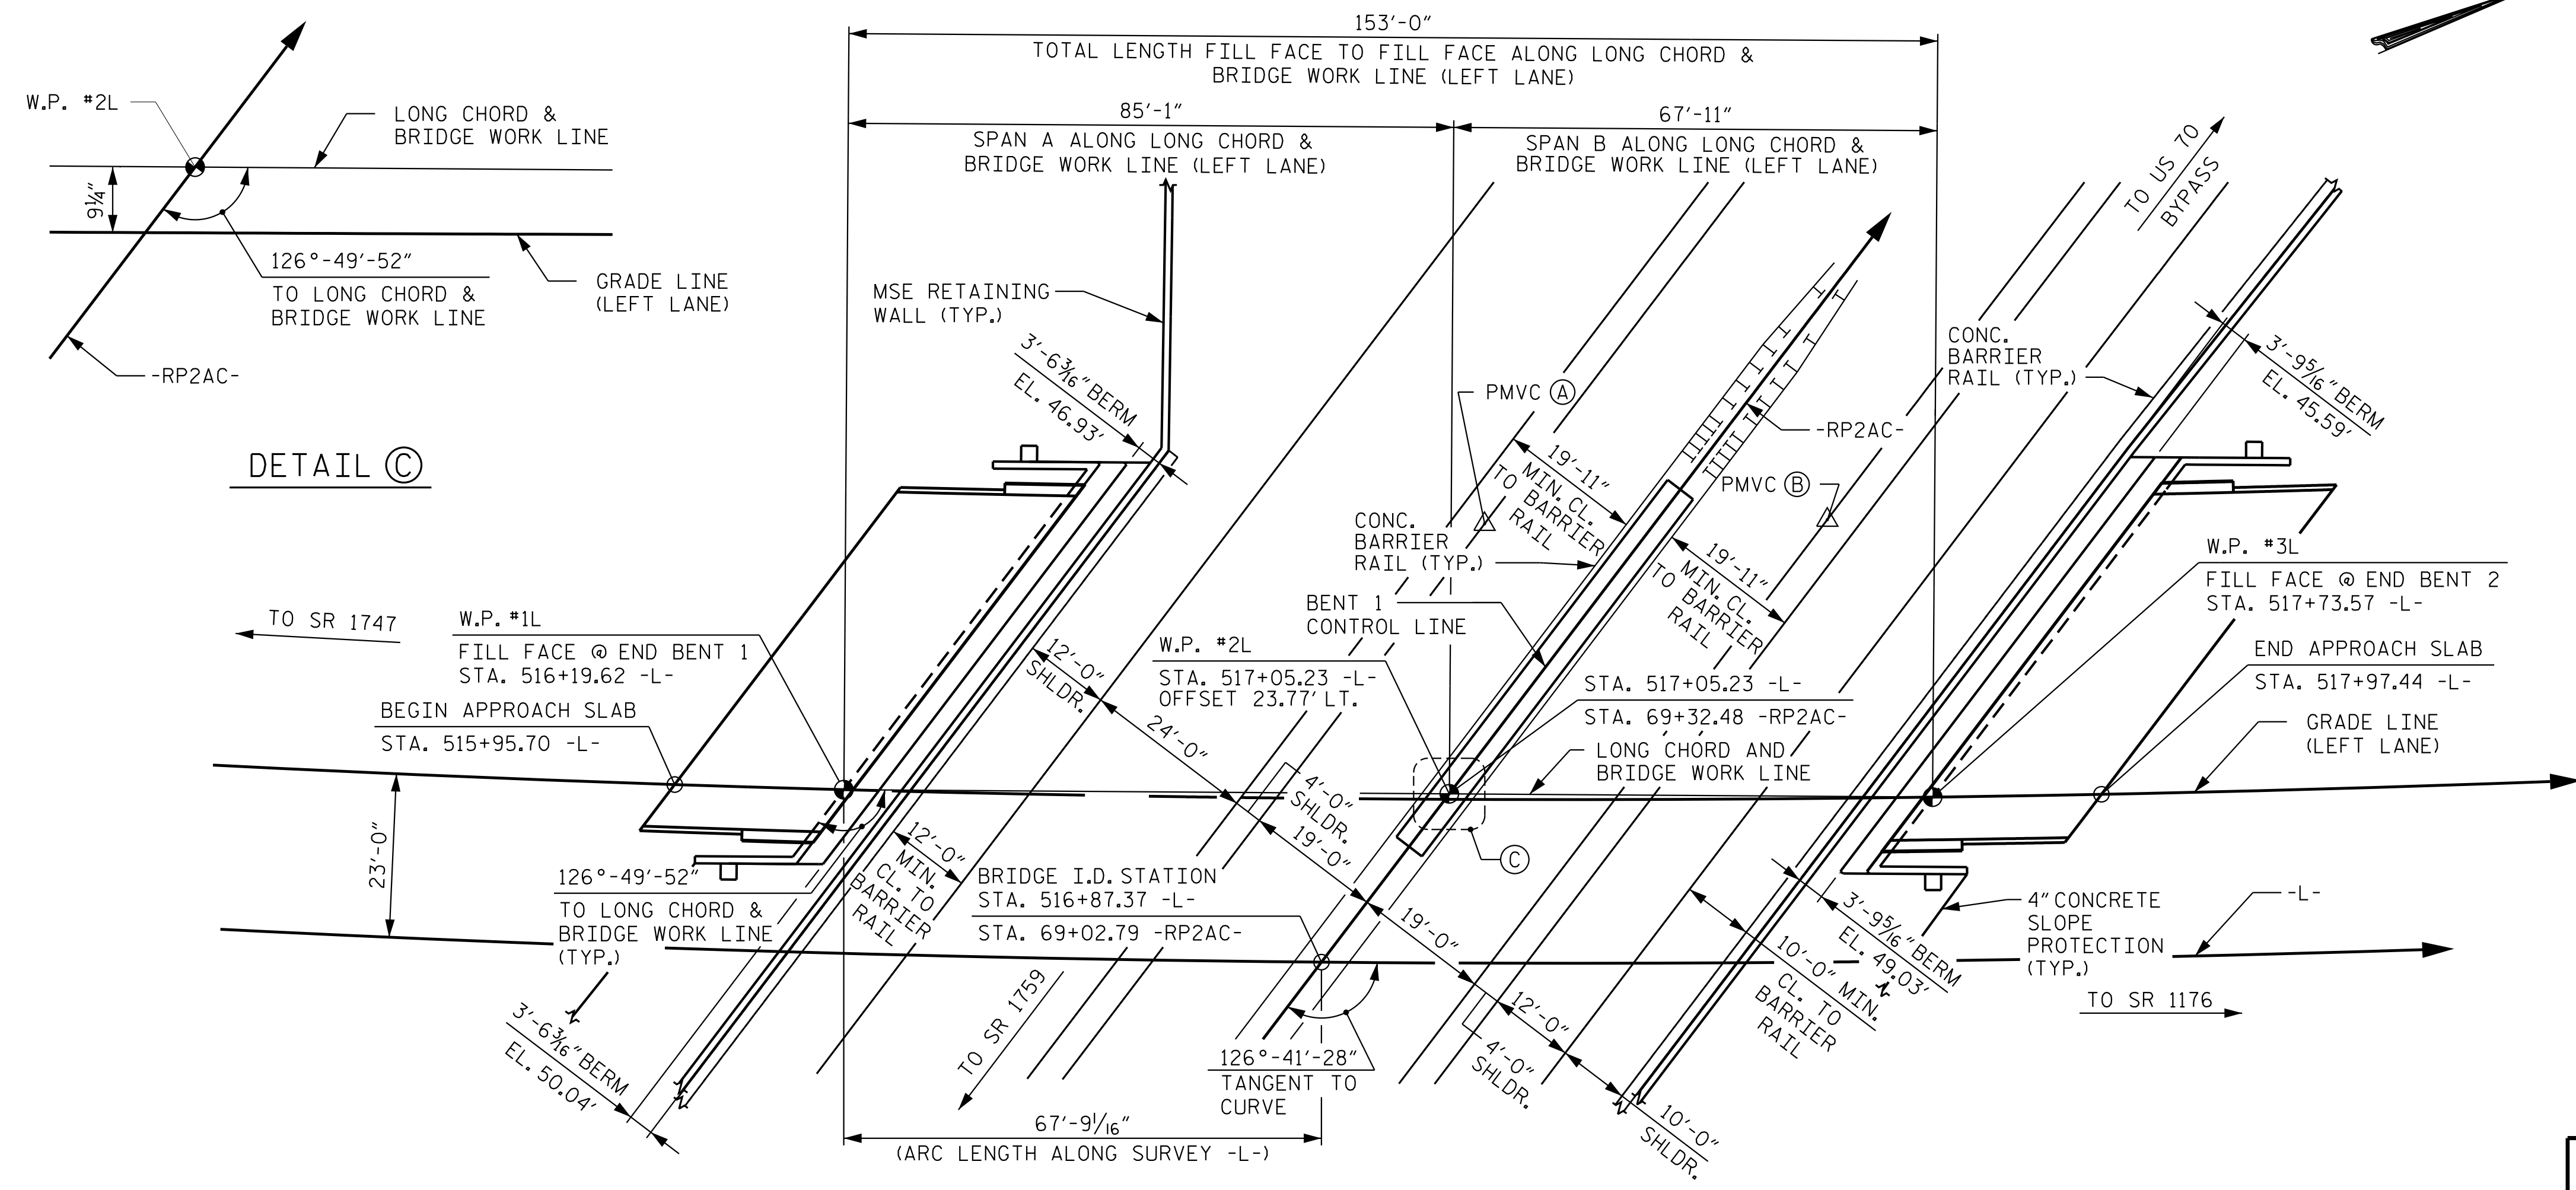 153'-0"
TOTAL LENGTH FILL FACE TO FILL FACE ALONG LONG CHORD &
BRIDGE WORK LINE (LEFT LANE)
85'-1"
SPAN A ALONG LONG CHORD &
BRIDGE WORK LINE (LEFT LANE)
67'-11"
SPAN B ALONG LONG CHORD &
BRIDGE WORK LINE (LEFT LANE)
W.P. #2L
LONG CHORD &
BRIDGE WORK LINE
9¼"
126°-49'-52"
TO LONG CHORD &
BRIDGE WORK LINE
GRADE LINE
(LEFT LANE)
-RP2AC-
DETAIL C
MSE RETAINING
WALL (TYP.)
3'-6³⁄₁₆" BERM
EL. 46.93'
TO US 70
BYPASS
PMVC A
-RP2AC-
PMVC B
CONC.
BARRIER
RAIL (TYP.)
3'-9⁵⁄₁₆" BERM
EL. 45.59'
19'-11"
MIN. CL.
TO BARRIER
RAIL
CONC.
BARRIER
RAIL (TYP.)
19'-11"
MIN. CL.
TO BARRIER
RAIL
BENT 1
CONTROL LINE
W.P. #3L
FILL FACE @ END BENT 2
STA. 517+73.57 -L-
TO SR 1747
W.P. #1L
FILL FACE @ END BENT 1
STA. 516+19.62 -L-
BEGIN APPROACH SLAB
STA. 515+95.70 -L-
12'-0"
SHLDR.
24'-0"
W.P. #2L
STA. 517+05.23 -L-
OFFSET 23.77' LT.
STA. 517+05.23 -L-
STA. 69+32.48 -RP2AC-
LONG CHORD AND
BRIDGE WORK LINE
END APPROACH SLAB
STA. 517+97.44 -L-
GRADE LINE
(LEFT LANE)
4'-0"
SHLDR.
19'-0"
C
23'-0"
12'-0"
MIN.
CL. TO
BARRIER
RAIL
126°-49'-52"
TO LONG CHORD &
BRIDGE WORK LINE
(TYP.)
BRIDGE I.D. STATION
STA. 516+87.37 -L-
STA. 69+02.79 -RP2AC-
19'-0"
3'-9⁵⁄₁₆" BERM
EL. 49.03'
4" CONCRETE
SLOPE
PROTECTION
(TYP.)
-L-
10'-0" MIN.
CL. TO
BARRIER
RAIL
TO SR 1176
3'-6³⁄₁₆" BERM
EL. 50.04'
TO SR 1759
126°-41'-28"
TANGENT TO
CURVE
12'-0"
4'-0"
SHLDR.
10'-0"
SHLDR.
67'-9¹⁄₁₆"
(ARC LENGTH ALONG SURVEY -L-)